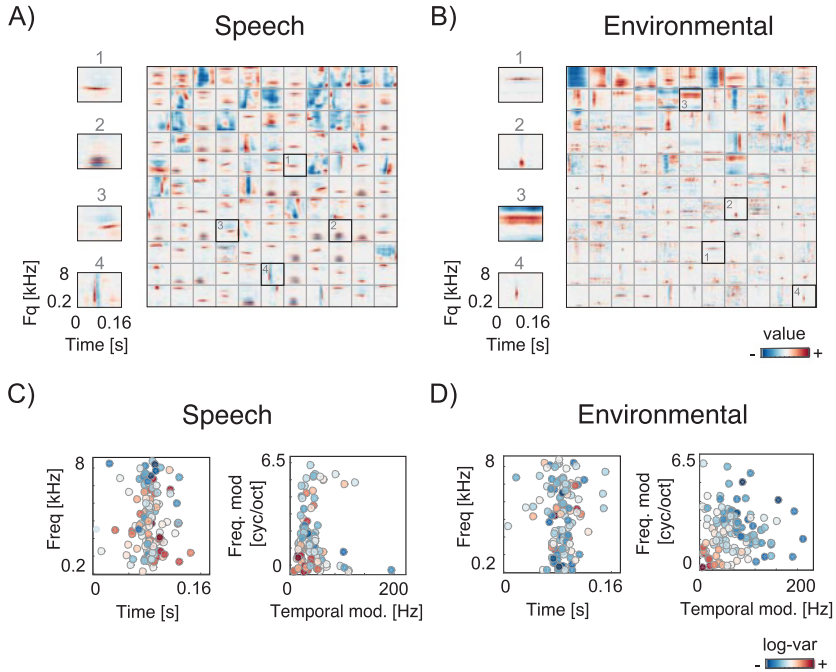 A)
Speech
1
2
3
4
8
0.2
Fq [kHz]
0
0.16
Time [s]
1
3
2
4
B)
Environmental
1
2
3
4
8
0.2
Fq [kHz]
0
0.16
Time [s]
3
2
1
4
value
- +
C)
Speech
8
0.2
Freq [kHz]
0
0.16
Time [s]
6.5
0
Freq. mod
[cyc/oct]
0
200
Temporal mod. [Hz]
D)
Environmental
8
0.2
Freq [kHz]
0
0.16
Time [s]
6.5
0
Freq. mod
[cyc/oct]
0
200
Temporal mod. [Hz]
log-var
- +